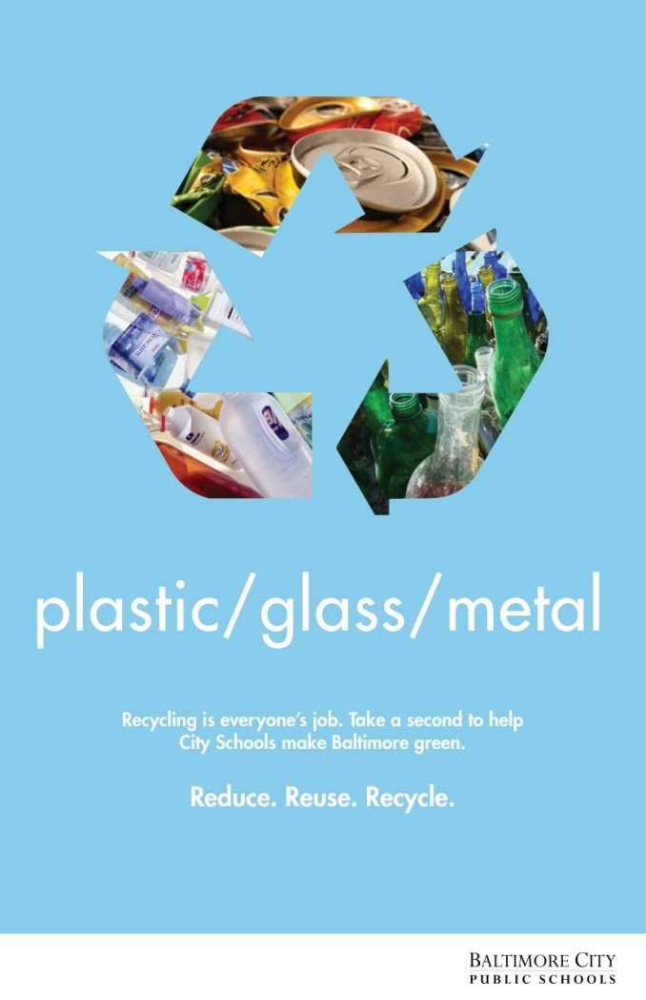 plastic/glass/metal
Recycling is everyone's job. Take a second to help
City Schools make Baltimore green.
Reduce. Reuse. Recycle.
BALTIMORE CITY
PUBLIC SCHOOLS